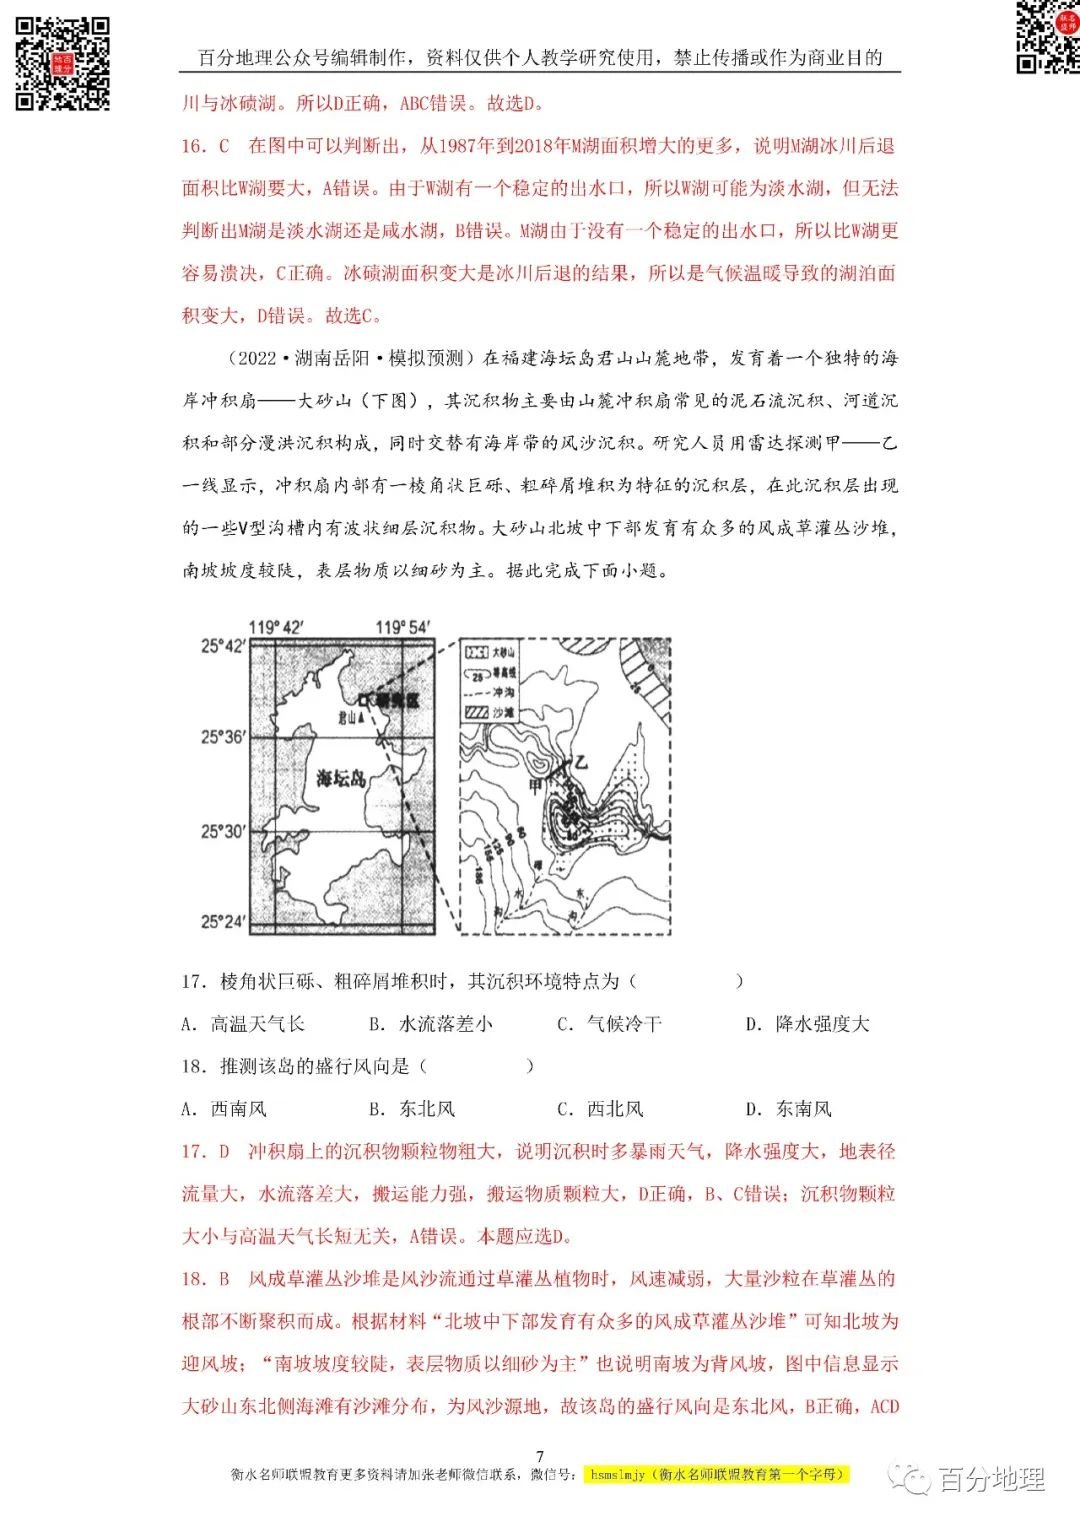 百分地理公众号编辑制作，资料仅供个人教学研究使用，禁止传播或作为商业目的
川与冰碛湖。所以D正确，ABC错误。故选D。
16．C　在图中可以判断出，从1987年到2018年M湖面积增大的更多，说明M湖冰川后退
面积比W湖要大，A错误。由于W湖有一个稳定的出水口，所以W湖可能为淡水湖，但无法
判断出M湖是淡水湖还是咸水湖，B错误。M湖由于没有一个稳定的出水口，所以比W湖更
容易溃决，C正确。冰碛湖面积变大是冰川后退的结果，所以是气候温暖导致的湖泊面
积变大，D错误。故选C。
（2022·湖南岳阳·模拟预测）在福建海坛岛君山山麓地带，发育着一个独特的海
岸冲积扇——大砂山（下图），其沉积物主要由山麓冲积扇常见的泥石流沉积、河道沉
积和部分漫洪沉积构成，同时交替有海岸带的风沙沉积。研究人员用雷达探测甲——乙
一线显示，冲积扇内部有一棱角状巨砾、粗碎屑堆积为特征的沉积层，在此沉积层出现
的一些V型沟槽内有波状细层沉积物。大砂山北坡中下部发育有众多的风成草灌丛沙堆，
南坡坡度较陡，表层物质以细砂为主。据此完成下面小题。
119°42′ 119°54′
25°42′
25°36′
25°30′
25°24′
研究区
君山▲
海坛岛
大砂山
25 等高线
冲沟
沙滩
0
25
甲
乙
50
60
90
125
155
185
水
沟
东
沟
17．棱角状巨砾、粗碎屑堆积时，其沉积环境特点为（　　）
A．高温天气长 B．水流落差小 C．气候冷干 D．降水强度大
18．推测该岛的盛行风向是（　　）
A．西南风 B．东北风 C．西北风 D．东南风
17．D　冲积扇上的沉积物颗粒物粗大，说明沉积时多暴雨天气，降水强度大，地表径
流量大，水流落差大，搬运能力强，搬运物质颗粒大，D正确，B、C错误；沉积物颗粒
大小与高温天气长短无关，A错误。本题应选D。
18．B　风成草灌丛沙堆是风沙流通过草灌丛植物时，风速减弱，大量沙粒在草灌丛的
根部不断聚积而成。根据材料“北坡中下部发育有众多的风成草灌丛沙堆”可知北坡为
迎风坡；“南坡坡度较陡，表层物质以细砂为主”也说明南坡为背风坡，图中信息显示
大砂山东北侧海滩有沙滩分布，为风沙源地，故该岛的盛行风向是东北风，B正确，ACD
7
衡水名师联盟教育更多资料请加张老师微信联系，微信号： hsmslmjy（衡水名师联盟教育第一个字母）
百分地理